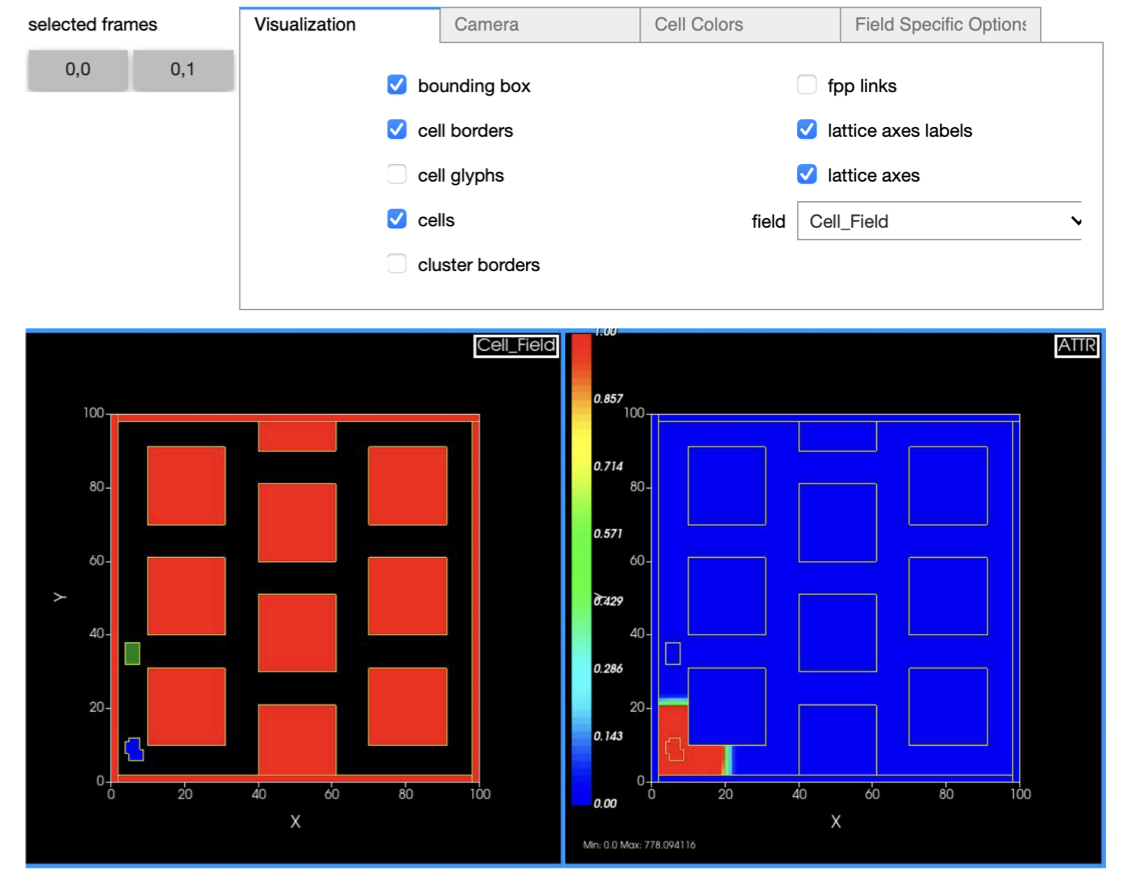 selected frames
0,0
0,1
Visualization
Camera
Cell Colors
Field Specific Options
bounding box
cell borders
cell glyphs
cells
cluster borders
fpp links
lattice axes labels
lattice axes
field
Cell_Field
Cell_Field
100
80
60
40
20
0
Y
0 20 40 60 80 100
X
ATTR
1.00
0.857
0.714
0.571
0.429
0.286
0.143
0.00
100
80
60
40
20
0
Y
0 20 40 60 80 100
X
Min: 0.0 Max: 778.094116